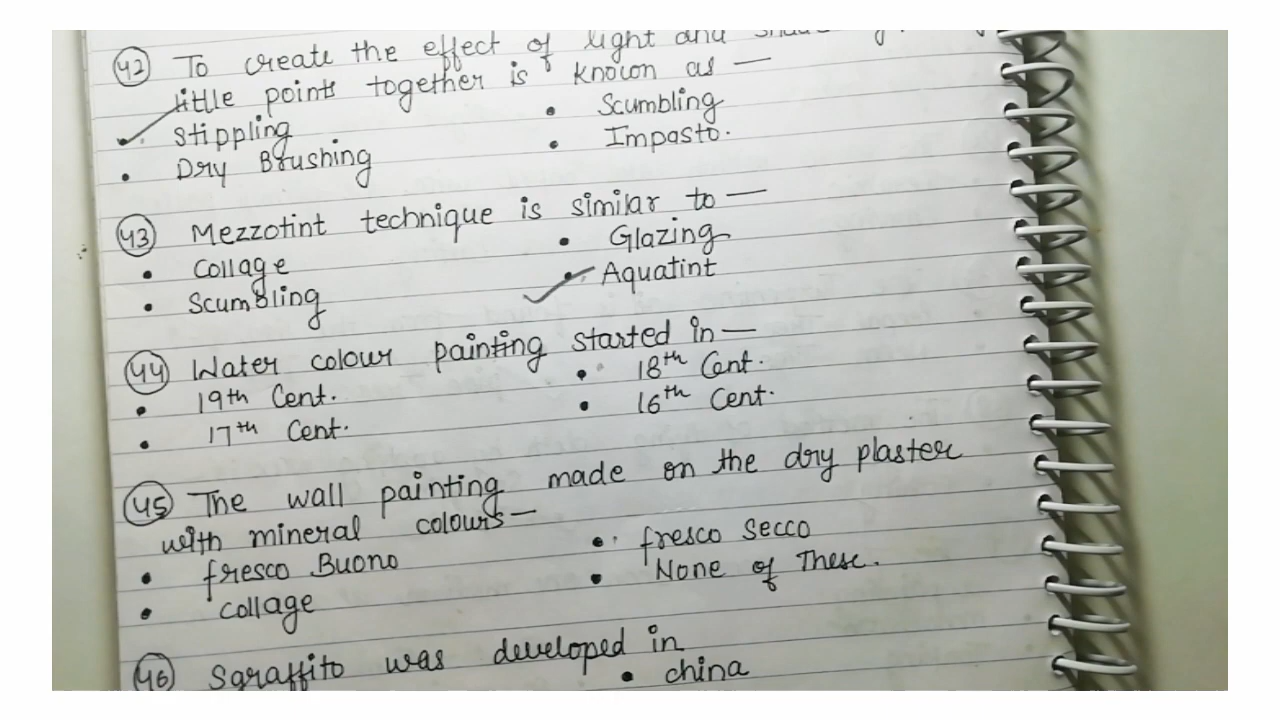 42 To create the effect of light and
little points together is known as —
• Stippling • Scumbling
• Dry Brushing • Impasto.
43 Mezzotint technique is similar to —
• Collage • Glazing
• Scumbling • Aquatint
44 Water colour painting started in —
• 19th Cent. • 18th Cent.
• 17th Cent. • 16th Cent.
45 The wall painting made on the dry plaster
with mineral colours —
• fresco Buono • fresco Secco
• Collage • None of These.
46 Sgraffito was developed in
• china